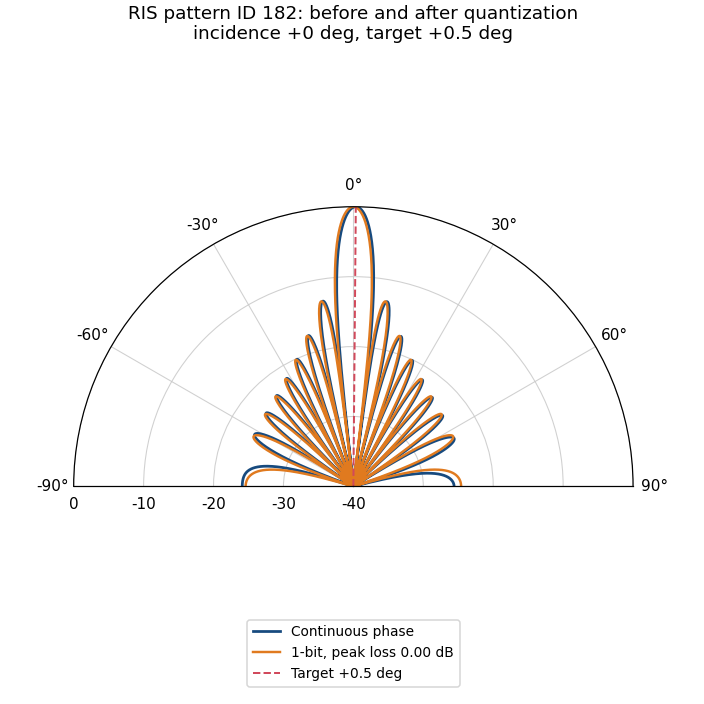 RIS pattern ID 182: before and after quantization
incidence +0 deg, target +0.5 deg
0°
-30°
30°
-60°
60°
-90°
90°
0
-10
-20
-30
-40
Continuous phase
1-bit, peak loss 0.00 dB
Target +0.5 deg